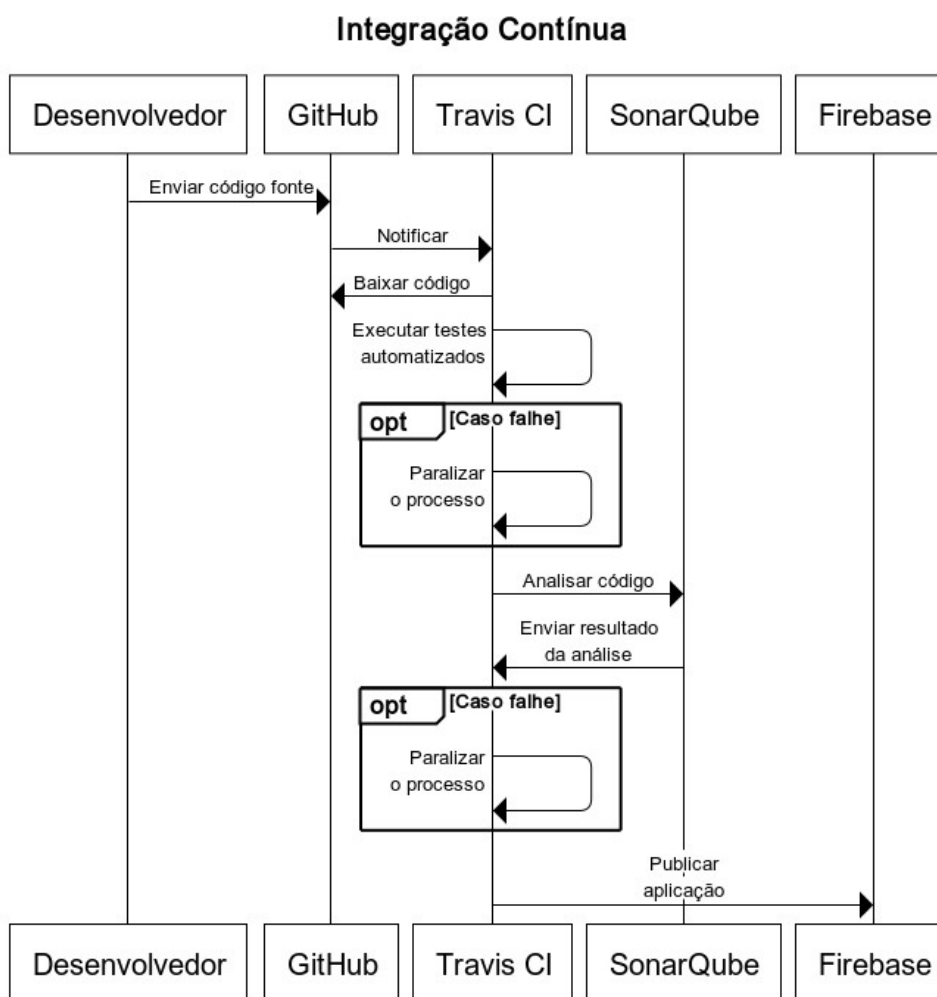 Integração Contínua
Desenvolvedor
GitHub
Travis CI
SonarQube
Firebase
Enviar código fonte
Notificar
Baixar código
Executar testes
automatizados
opt
[Caso falhe]
Paralizar
o processo
Analisar código
Enviar resultado
da análise
opt
[Caso falhe]
Paralizar
o processo
Publicar
aplicação
Desenvolvedor
GitHub
Travis CI
SonarQube
Firebase